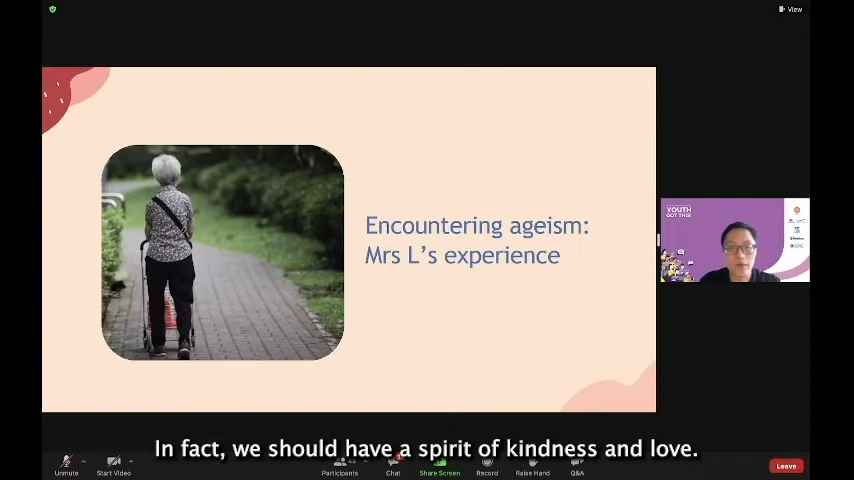 View
Encountering ageism:
Mrs L's experience
YOUTH
GOT THIS!
In fact, we should have a spirit of kindness and love.
Unmute
Start Video
Participants
Chat
Share Screen
Record
Raise Hand
Q&A
Leave